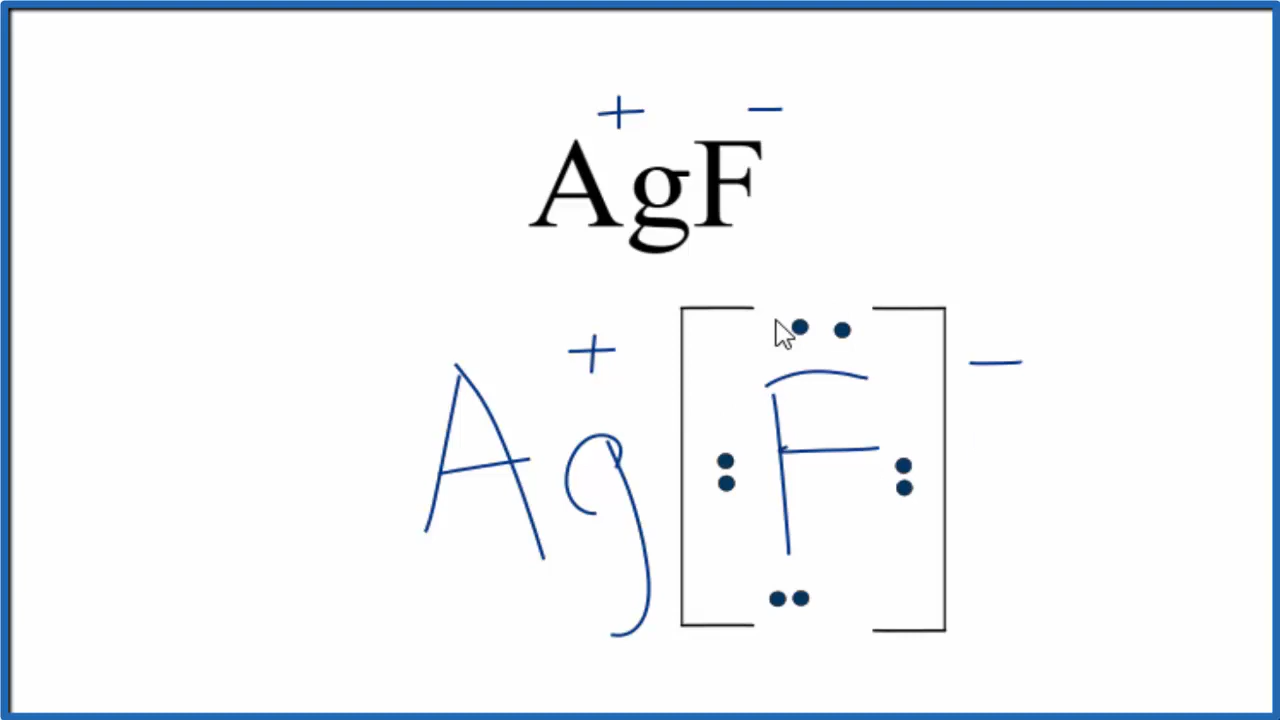 + −
AgF
+ −
Ag [F]